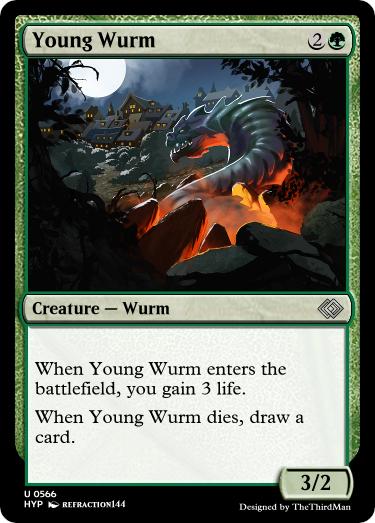 Young Wurm 2
Creature — Wurm
When Young Wurm enters the
battlefield, you gain 3 life.
When Young Wurm dies, draw a
card.
3/2
U 0566
HYP REFRACTION144
Designed by TheThirdMan